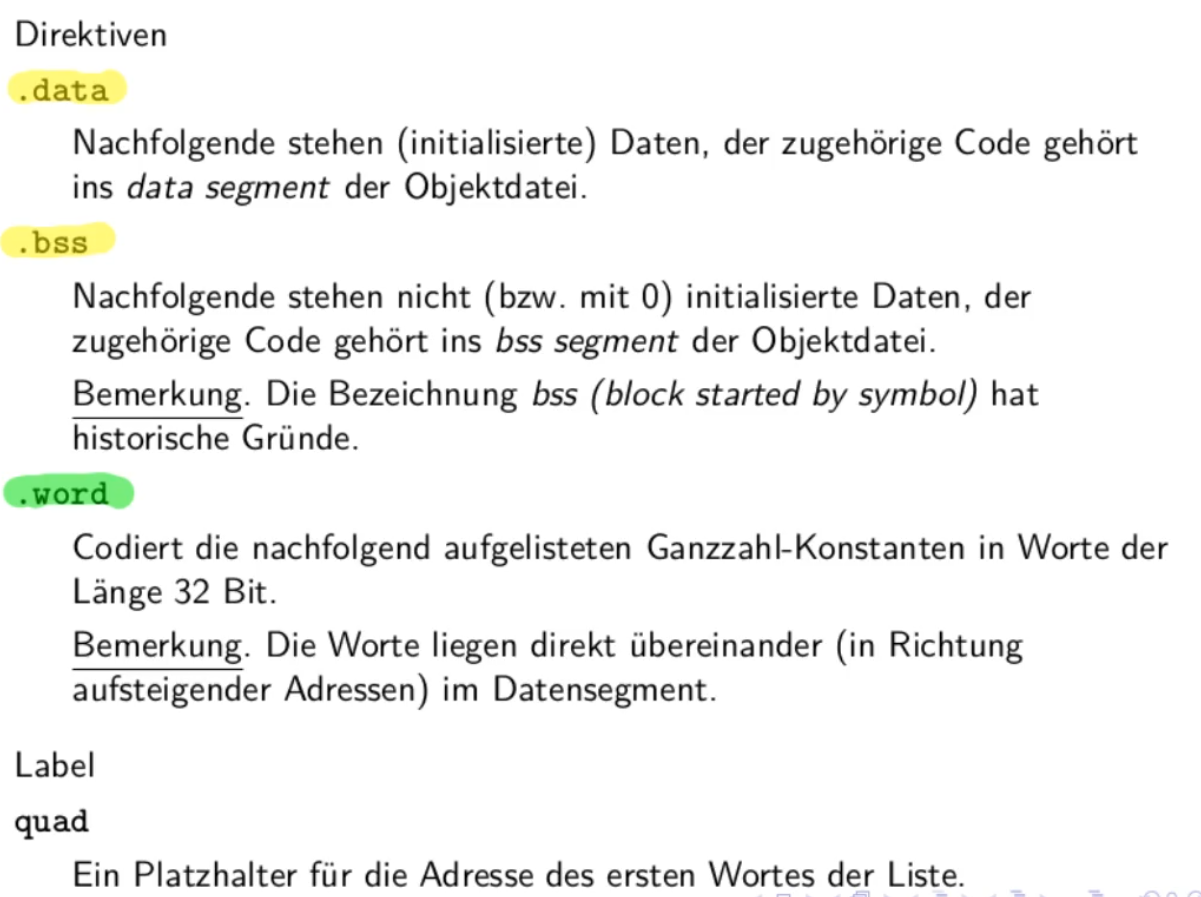 Direktiven
.data
Nachfolgende stehen (initialisierte) Daten, der zugehörige Code gehört
ins data segment der Objektdatei.
.bss
Nachfolgende stehen nicht (bzw. mit 0) initialisierte Daten, der
zugehörige Code gehört ins bss segment der Objektdatei.
Bemerkung. Die Bezeichnung bss (block started by symbol) hat
historische Gründe.
.word
Codiert die nachfolgend aufgelisteten Ganzzahl-Konstanten in Worte der
Länge 32 Bit.
Bemerkung. Die Worte liegen direkt übereinander (in Richtung
aufsteigender Adressen) im Datensegment.
Label
quad
Ein Platzhalter für die Adresse des ersten Wortes der Liste.